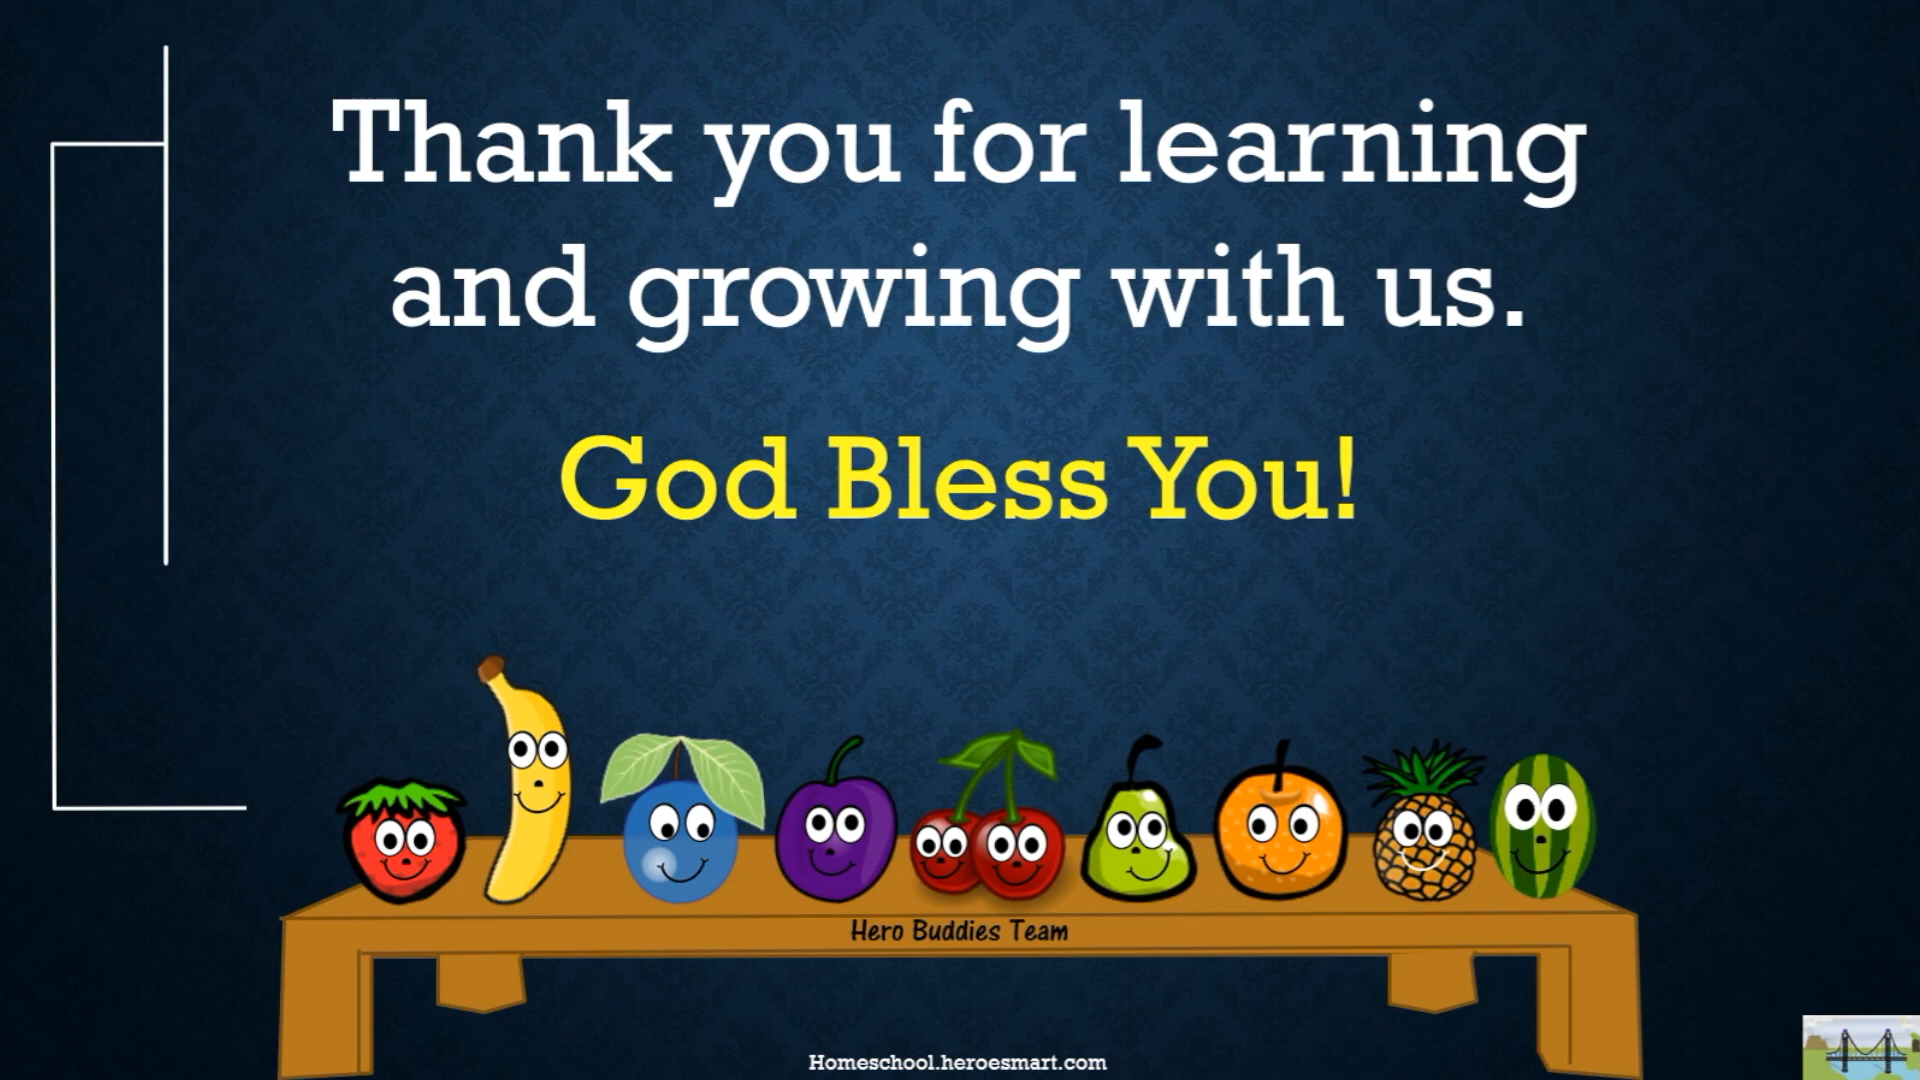 Thank you for learning
and growing with us.
God Bless You!
Hero Buddies Team
Homeschool.heroesmart.com